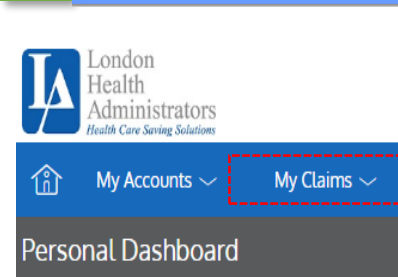 London
Health
Administrators
Health Care Saving Solutions
My Accounts My Claims
Personal Dashboard